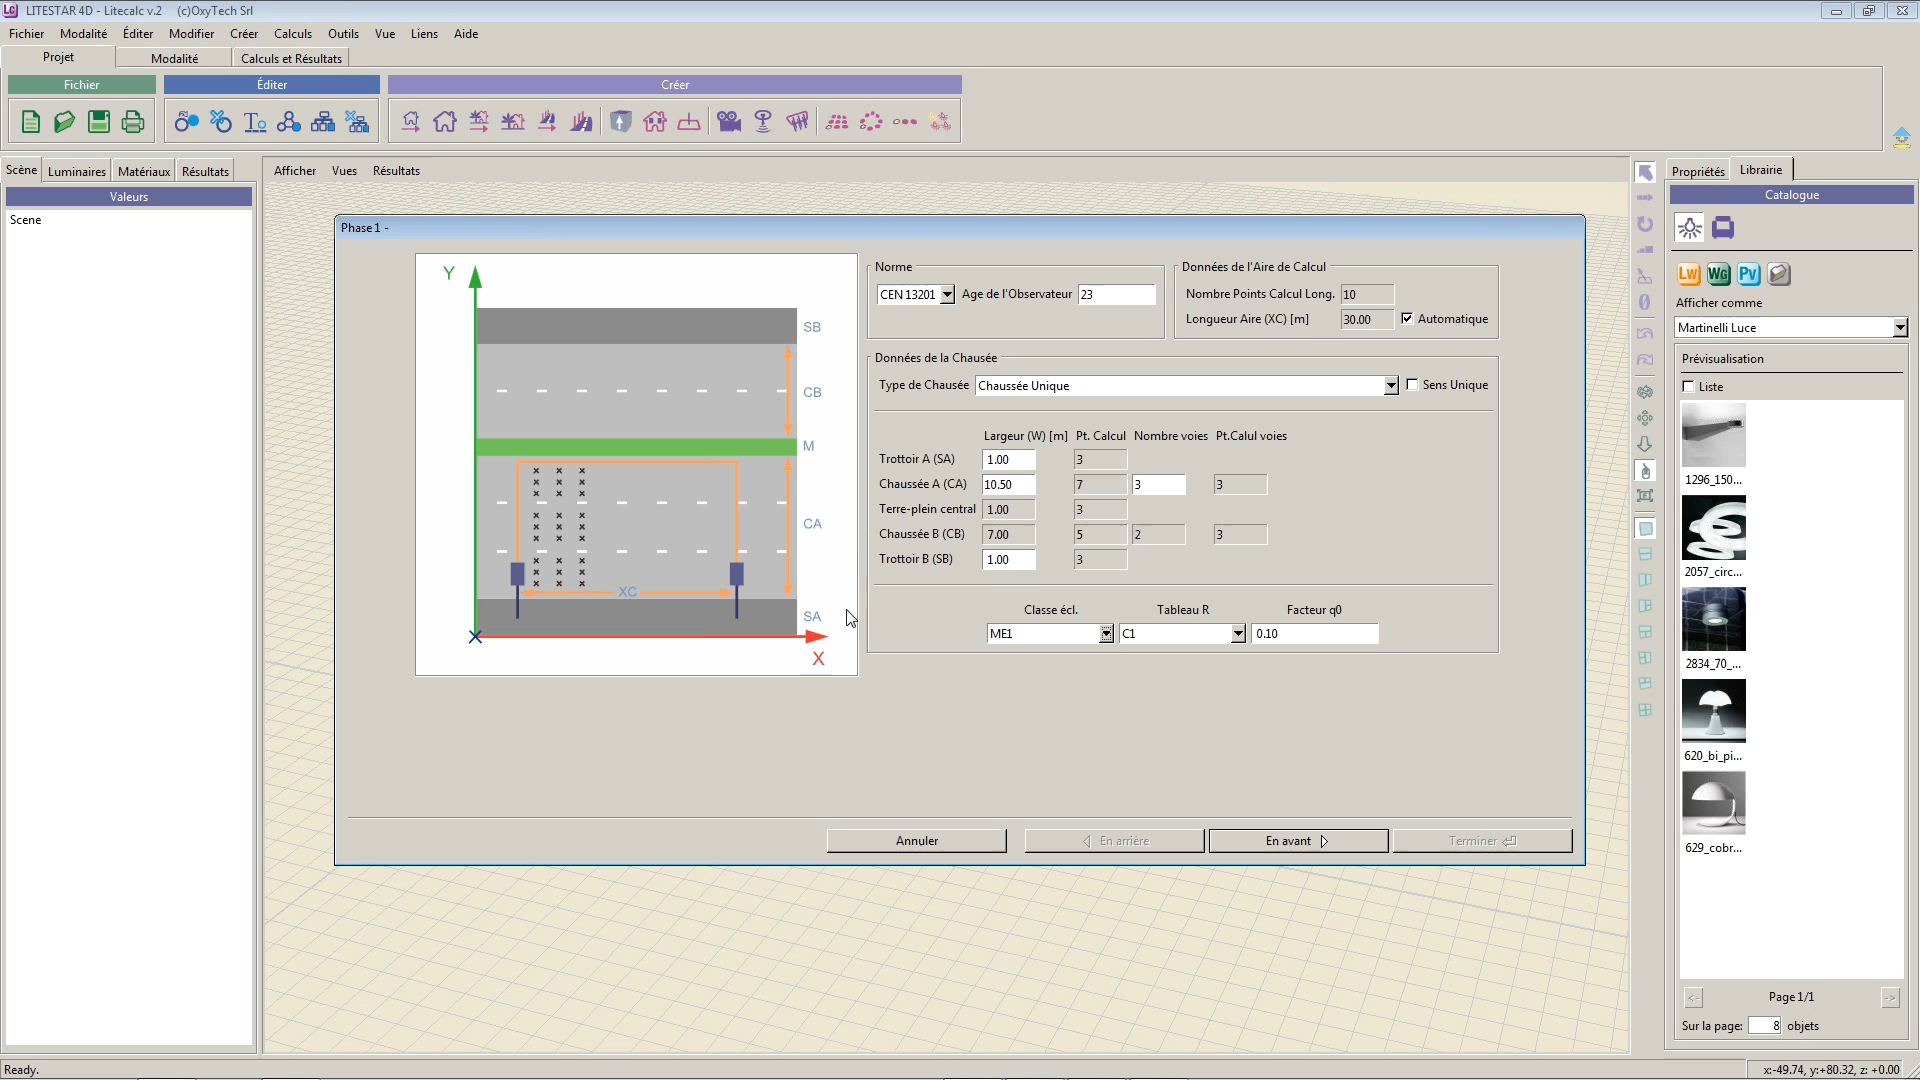 LITESTAR 4D - Litecalc v.2    (c)OxyTech Srl
Fichier Modalité Éditer Modifier Créer Calculs Outils Vue Liens Aide
Projet Modalité Calculs et Résultats
Fichier Éditer Créer
Scène Luminaires Matériaux Résultats
Valeurs
Scene
Afficher Vues Résultats
Phase 1 -
Y
SB
CB
M
CA
XC
SA
X
Norme
CEN 13201 Age de l'Observateur 23
Données de l'Aire de Calcul
Nombre Points Calcul Long. 10
Longueur Aire (XC) [m] 30.00 Automatique
Données de la Chausée
Type de Chausée Chaussée Unique Sens Unique
Largeur (W) [m] Pt. Calcul Nombre voies Pt.Calul voies
Trottoir A (SA) 1.00 3
Chaussée A (CA) 10.50 7 3 3
Terre-plein central 1.00 3
Chaussée B (CB) 7.00 5 2 3
Trottoir B (SB) 1.00 3
Classe écl. Tableau R Facteur q0
ME1 C1 0.10
Annuler En arrière En avant Terminer
Propriétés Librairie
Catalogue
Lw Wg Pv
Afficher comme
Martinelli Luce
Prévisualisation
Liste
1296_150...
2057_circ...
2834_70_...
620_bi_pi...
629_cobr...
<- Page 1/1 ->
Sur la page: 8 objets
Ready.
x:-49.74, y:+80.32, z: +0.00